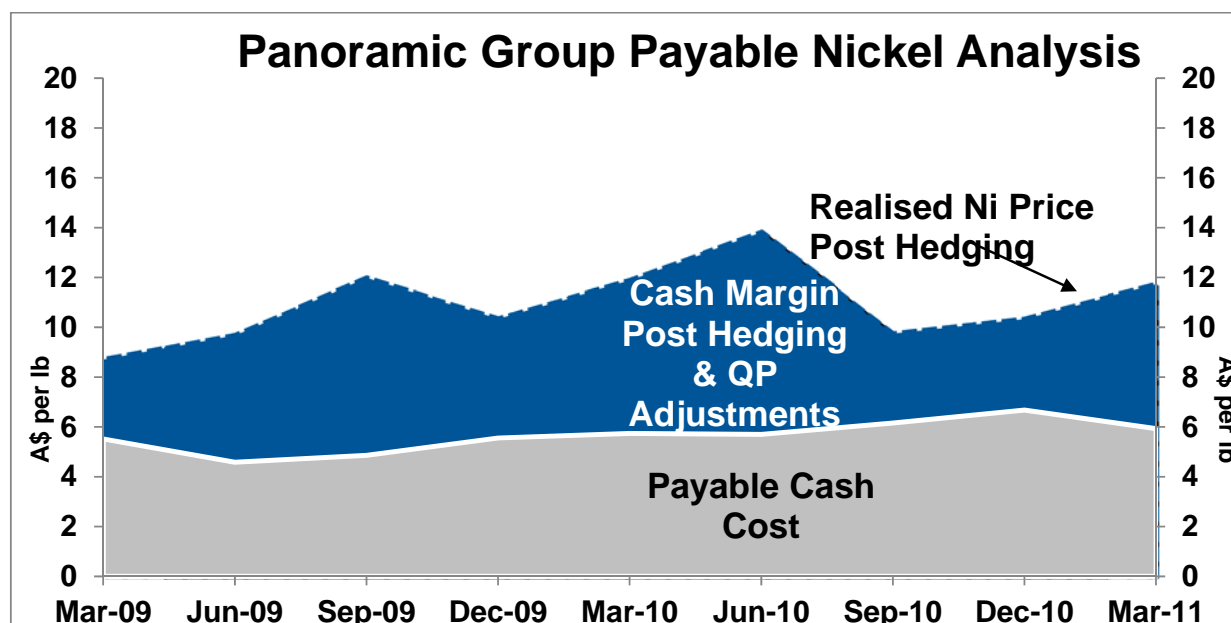 Panoramic Group Payable Nickel Analysis
20 20
18 18
16 16
14 14
12 12
10 10
8 8
6 6
4 4
2 2
0 0
A$ per lb
A$ per lb
Realised Ni Price
Post Hedging
Cash Margin
Post Hedging
& QP
Adjustments
Payable Cash
Cost
Mar-09 Jun-09 Sep-09 Dec-09 Mar-10 Jun-10 Sep-10 Dec-10 Mar-11